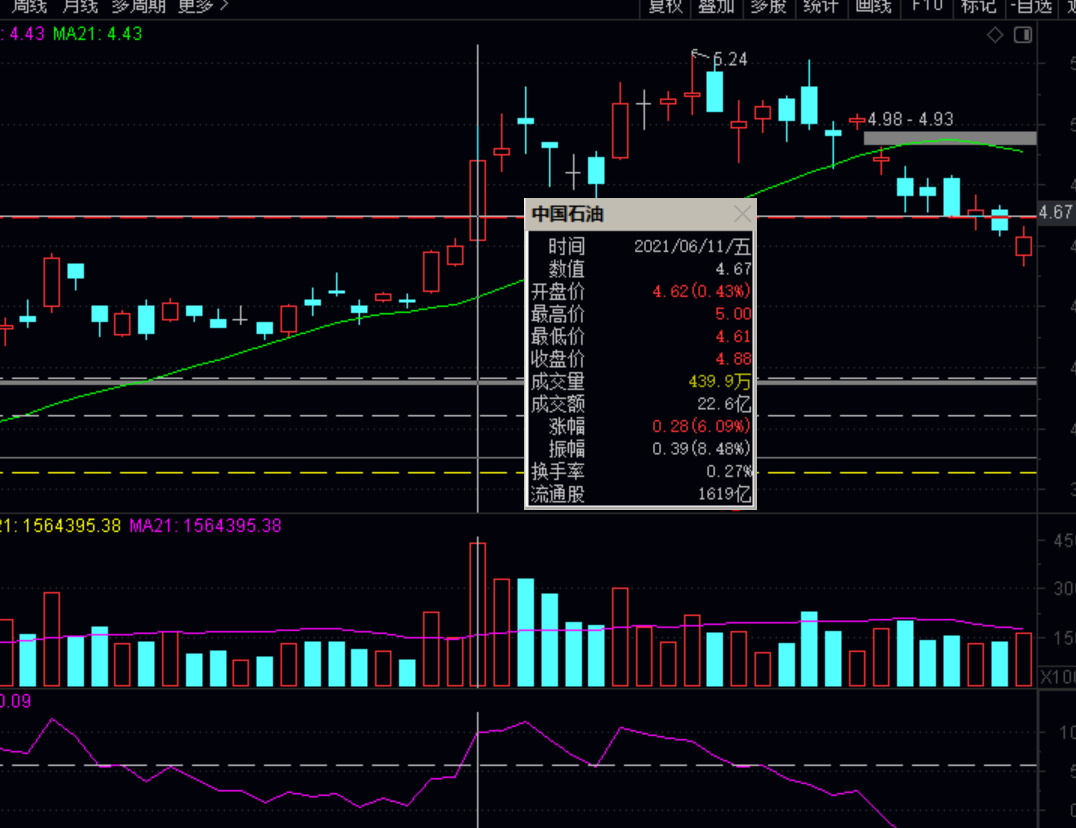 周线 月线 多周期 更多 复权 叠加 多股 统计 画线 F10 标记 -自选
: 4.43 MA21: 4.43
5.24
4.98 - 4.93
4.67
中国石油
时间 2021/06/11/五
数值 4.67
开盘价 4.62(0.43%)
最高价 5.00
最低价 4.61
收盘价 4.88
成交量 439.9万
成交额 22.6亿
涨幅 0.28(6.09%)
振幅 0.39(8.48%)
换手率 0.27%
流通股 1619亿
21: 1564395.38 MA21: 1564395.38
450
300
150
X100
0.09